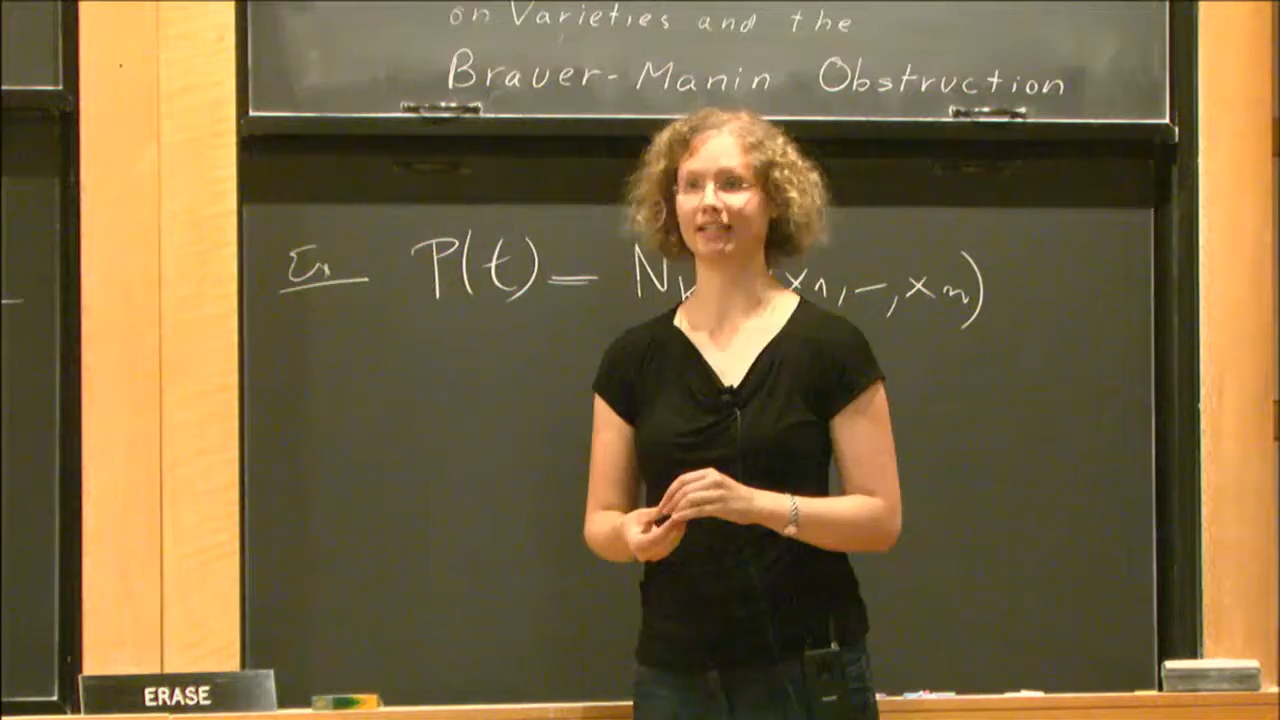 on Varieties and the
Brauer-Manin Obstruction
Ex P(t) = N x1,-,xn)
ERASE